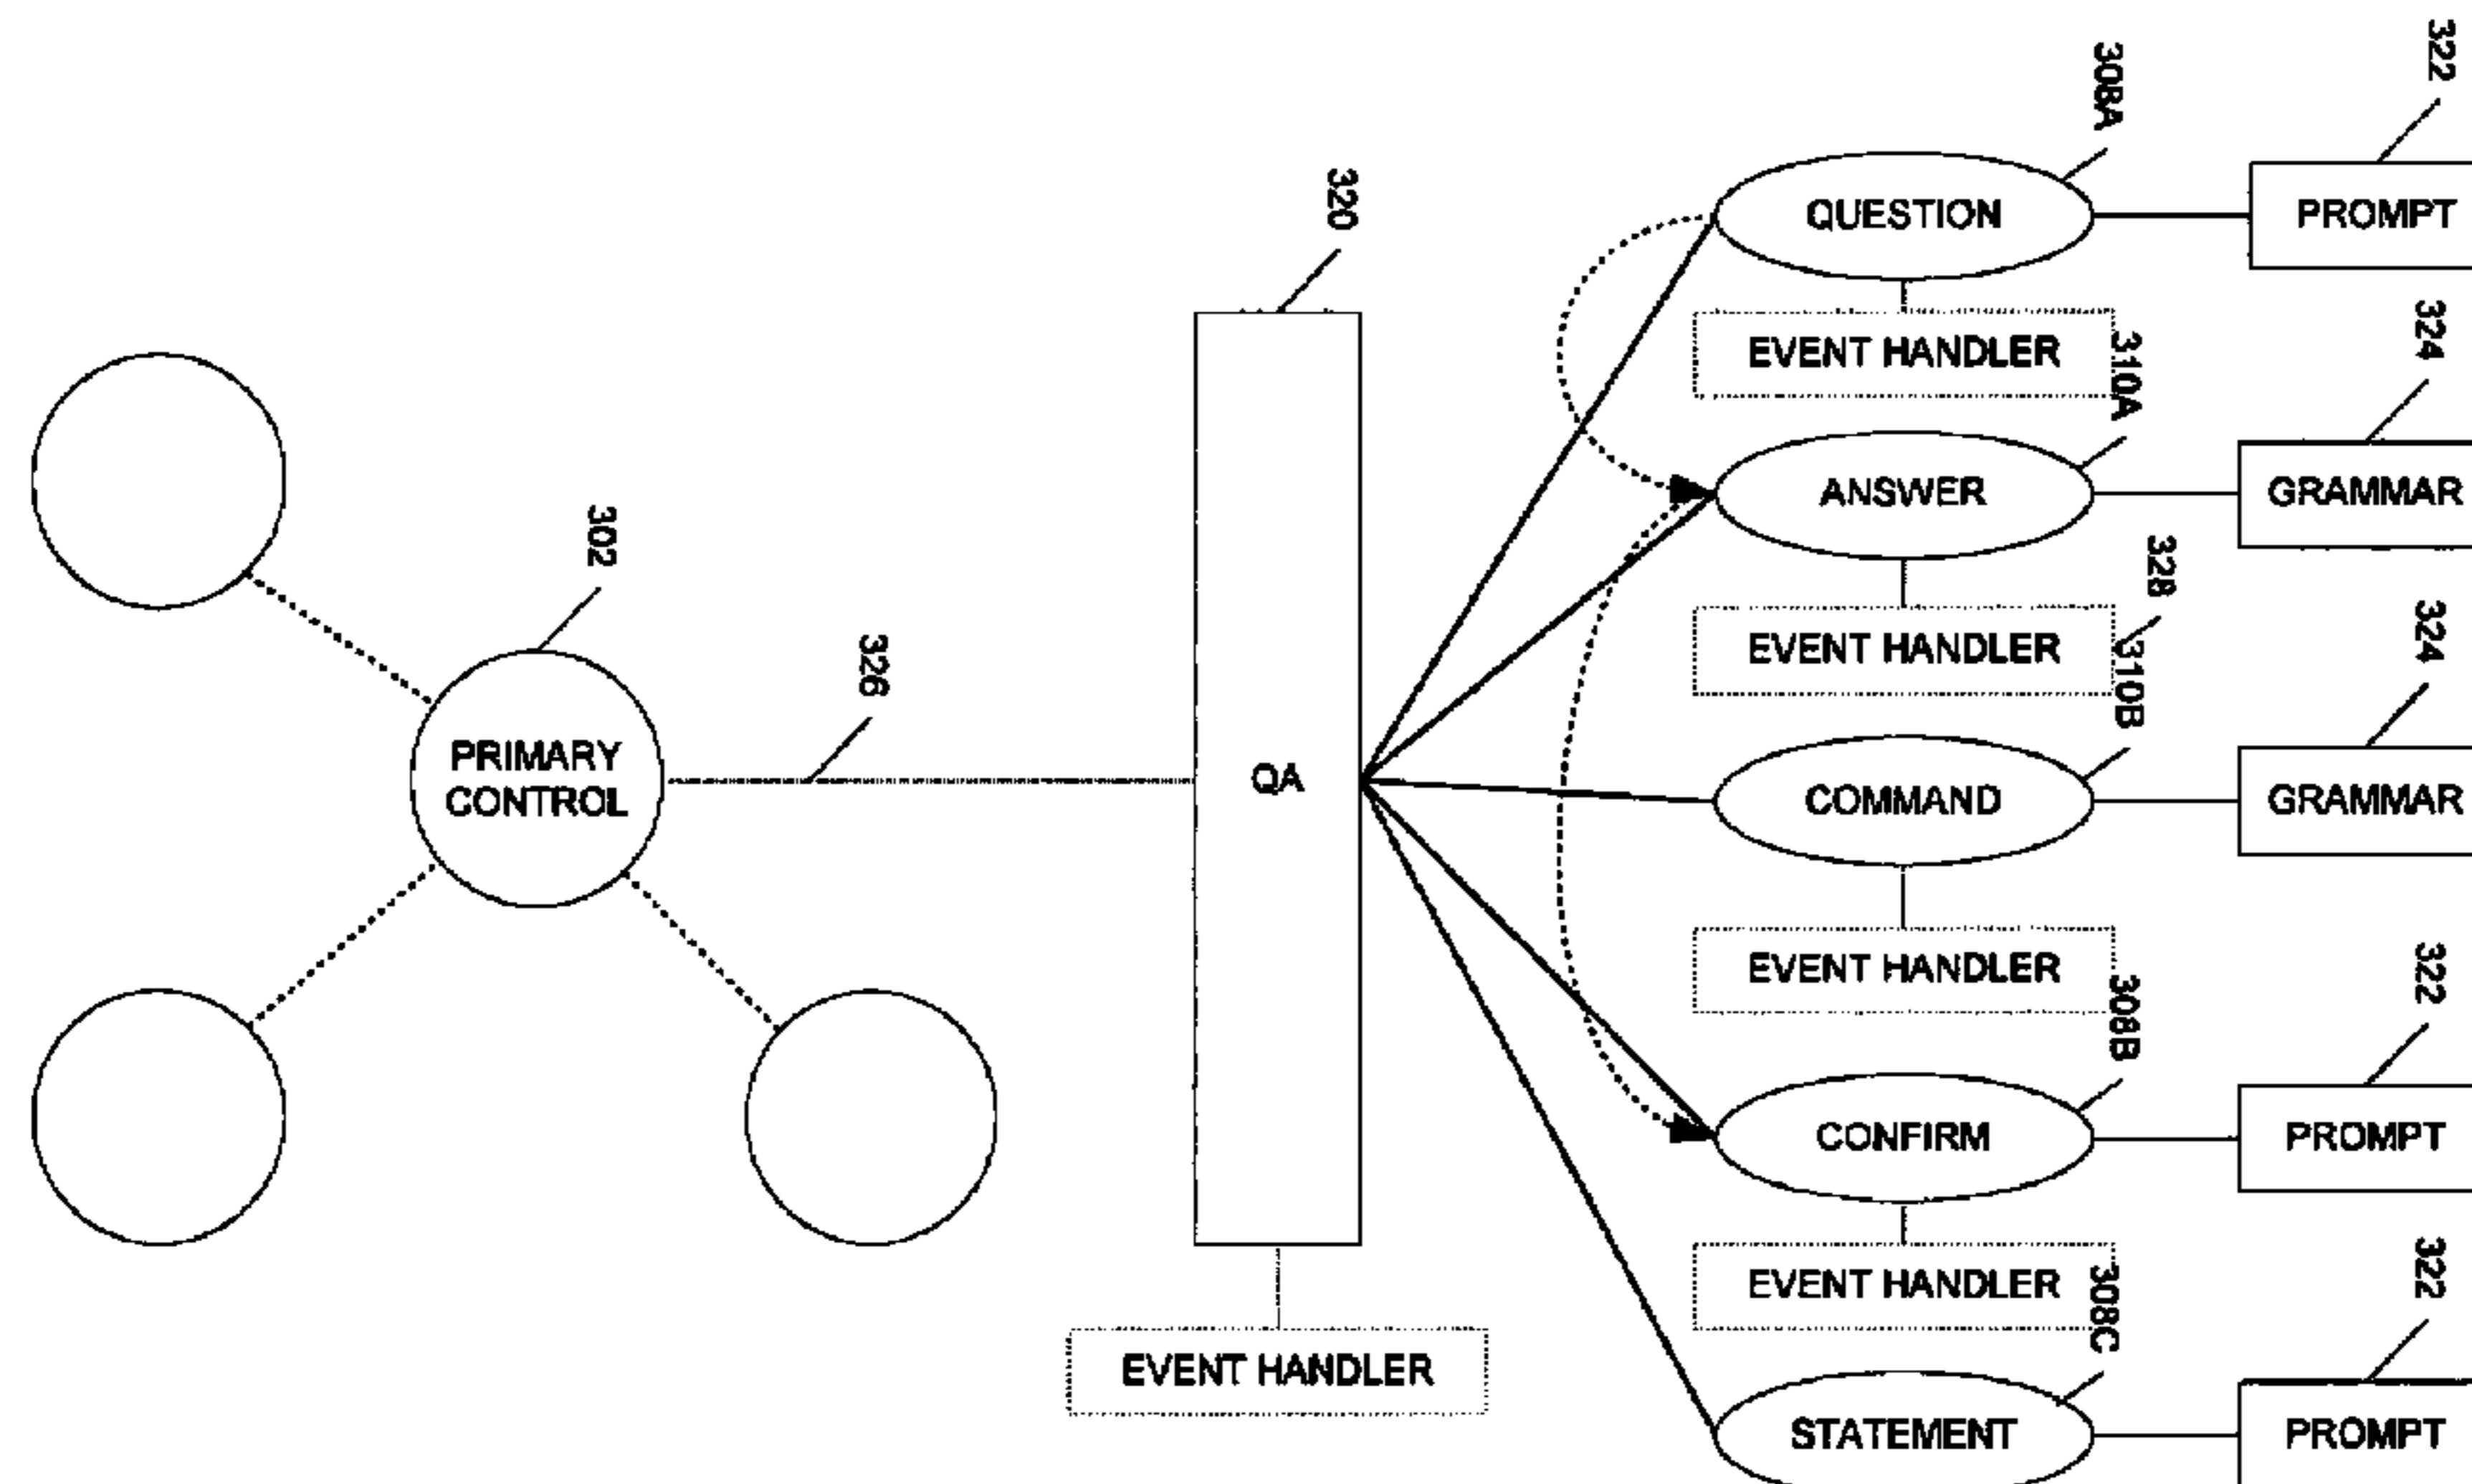 322
308A
QUESTION
PROMPT
320
EVENT HANDLER
324
310A
ANSWER
GRAMMAR
302
328
324
EVENT HANDLER
326
310B
PRIMARY
CONTROL
QA
COMMAND
GRAMMAR
EVENT HANDLER
322
308B
CONFIRM
PROMPT
EVENT HANDLER
322
308C
EVENT HANDLER
STATEMENT
PROMPT